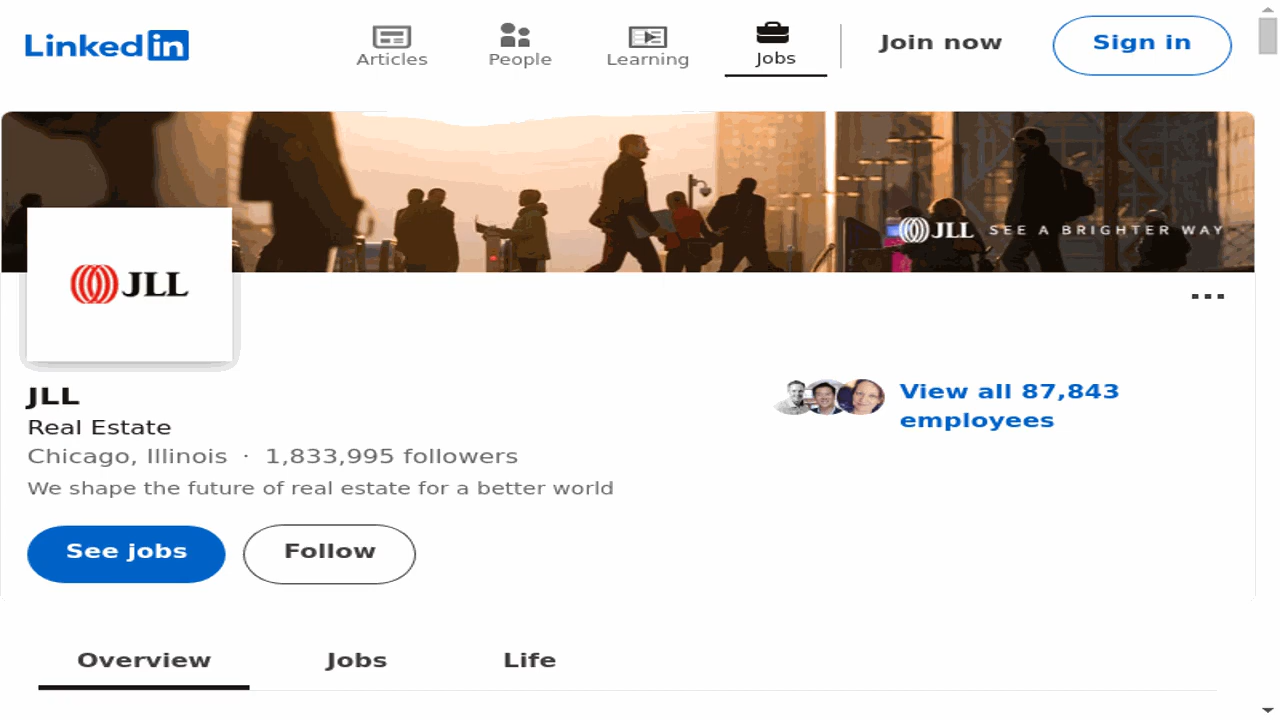 Linked in
Articles
People
Learning
Jobs
Join now
Sign in
JLL SEE A BRIGHTER WAY
JLL
JLL
Real Estate
Chicago, Illinois · 1,833,995 followers
We shape the future of real estate for a better world
View all 87,843
employees
See jobs
Follow
Overview
Jobs
Life